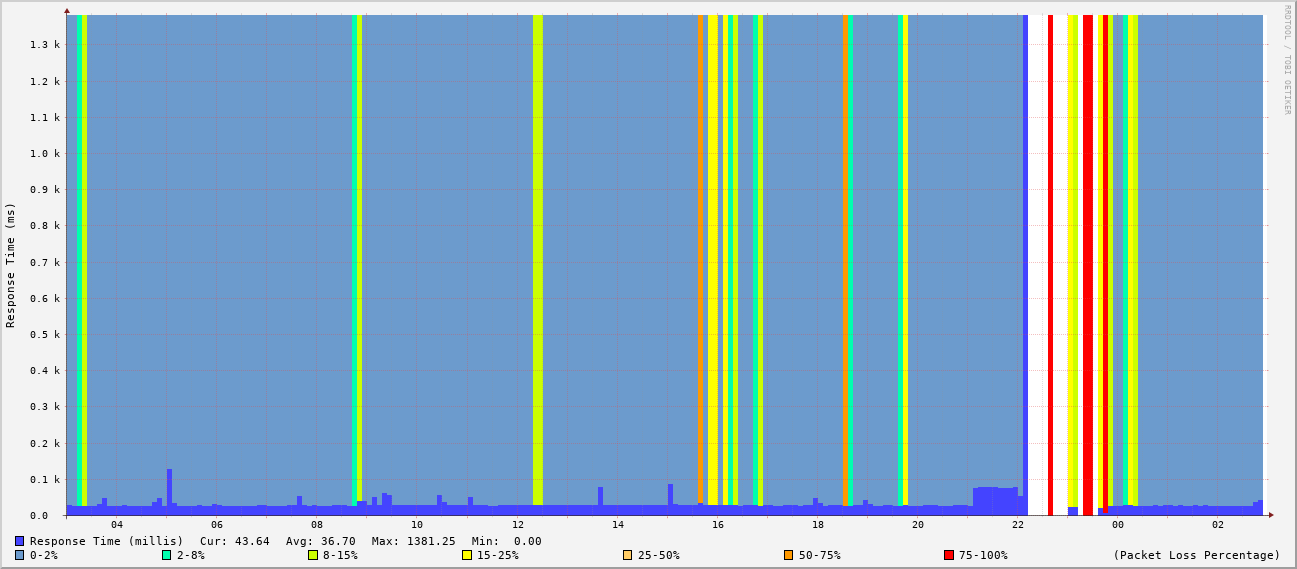 RRDTOOL / TOBI OETIKER
Response Time (ms)
1.3 k
1.2 k
1.1 k
1.0 k
0.9 k
0.8 k
0.7 k
0.6 k
0.5 k
0.4 k
0.3 k
0.2 k
0.1 k
0.0
04 06 08 10 12 14 16 18 20 22 00 02
Response Time (millis) Cur: 43.64 Avg: 36.70 Max: 1381.25 Min: 0.00
0-2% 2-8% 8-15% 15-25% 25-50% 50-75% 75-100% (Packet Loss Percentage)